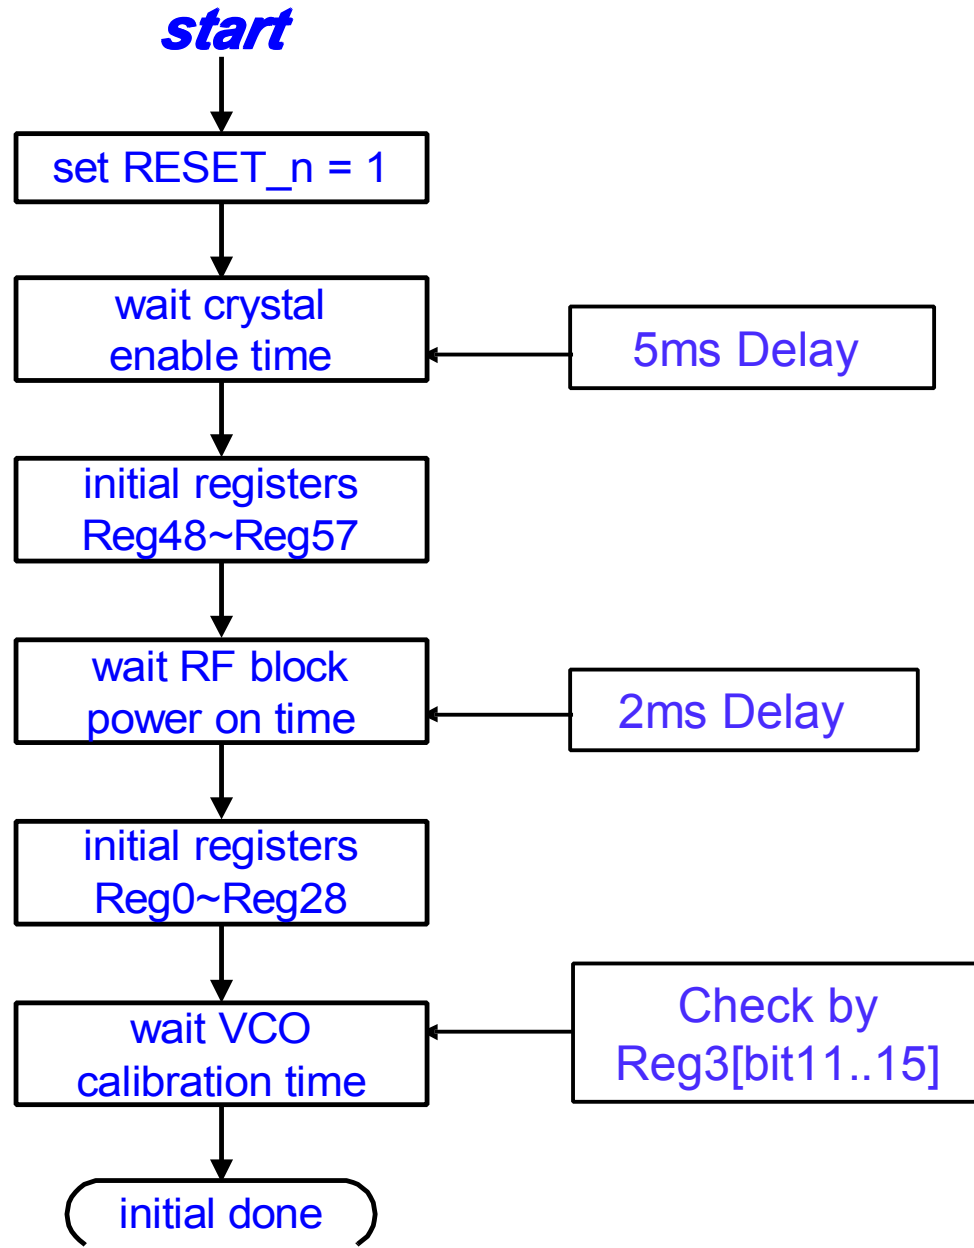 start
set RESET_n = 1
wait crystal
enable time
5ms Delay
initial registers
Reg48~Reg57
wait RF block
power on time
2ms Delay
initial registers
Reg0~Reg28
wait VCO
calibration time
Check by
Reg3[bit11..15]
initial done